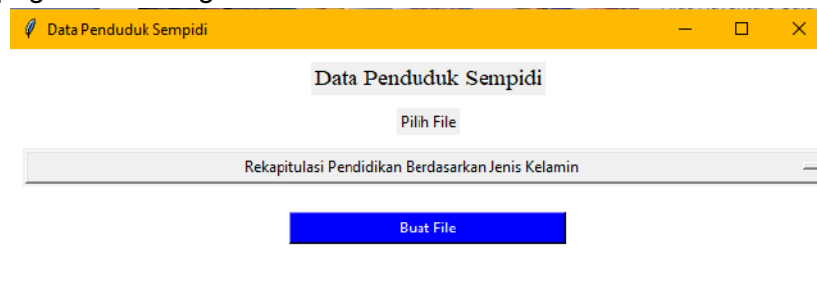 Data Penduduk Sempidi
Data Penduduk Sempidi
Pilih File
Rekapitulasi Pendidikan Berdasarkan Jenis Kelamin
Buat File